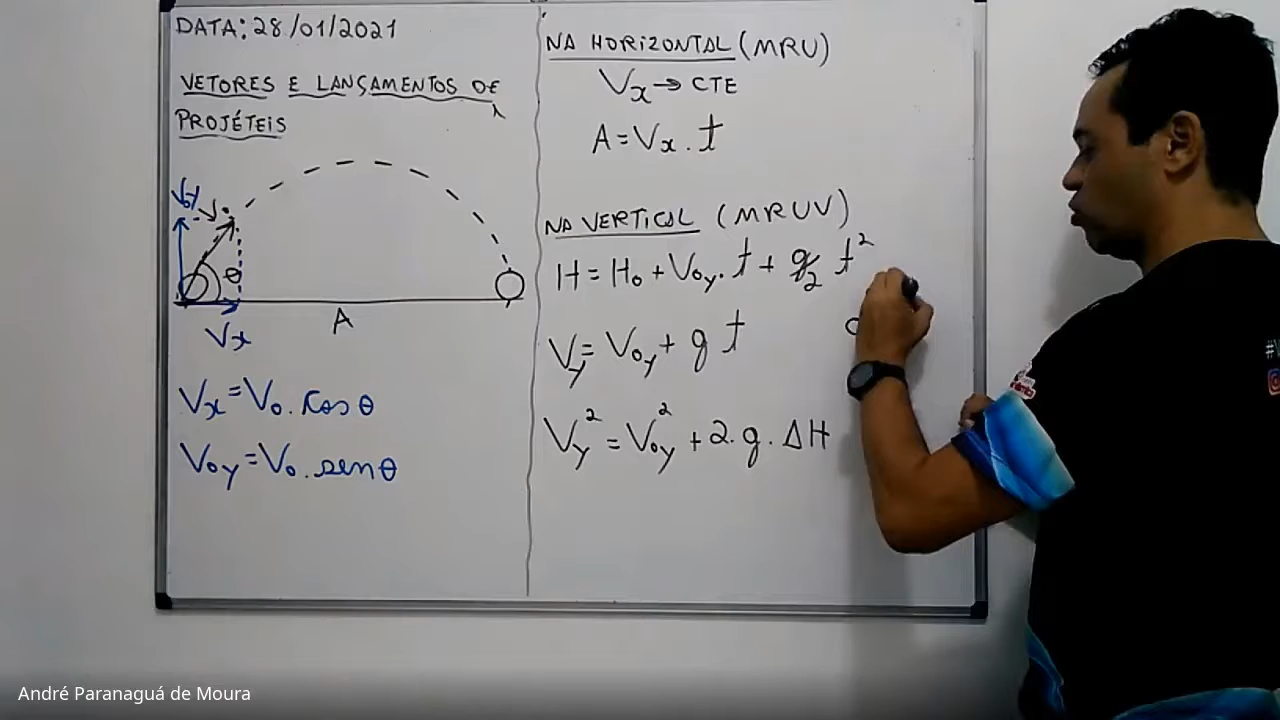 DATA: 28/01/2021
VETORES E LANÇAMENTOS DE
PROJÉTEIS
V₀y V₀
θ
A
Vx
Vx = V₀ . cos θ
V₀y = V₀ . sen θ
NA HORIZONTAL (MRU)
Vx → CTE
A = Vx . t
NA VERTICAL (MRUV)
H = H₀ + V₀y . t + g/2 t²
Vy = V₀y + g t
Vy² = V₀y² + 2 . g . ΔH
André Paranaguá de Moura